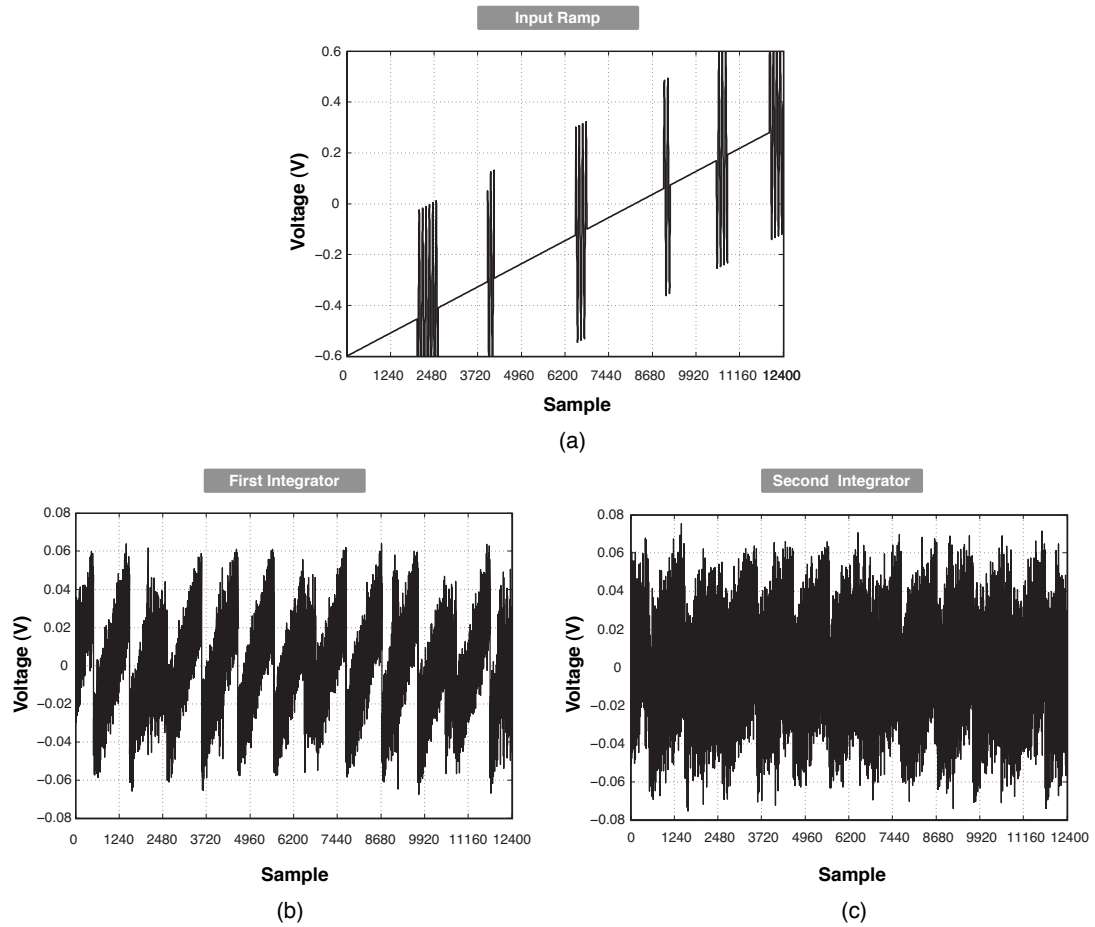 Input Ramp
0.6
0.4
0.2
0
−0.2
−0.4
−0.6
Voltage (V)
0 1240 2480 3720 4960 6200 7440 8680 9920 11160 12400
Sample
(a)
First Integrator
0.08
0.06
0.04
0.02
0
−0.02
−0.04
−0.06
−0.08
Voltage (V)
0 1240 2480 3720 4960 6200 7440 8680 9920 11160 12400
Sample
(b)
Second Integrator
0.08
0.06
0.04
0.02
0
−0.02
−0.04
−0.06
−0.08
Voltage (V)
0 1240 2480 3720 4960 6200 7440 8680 9920 11160 12400
Sample
(c)